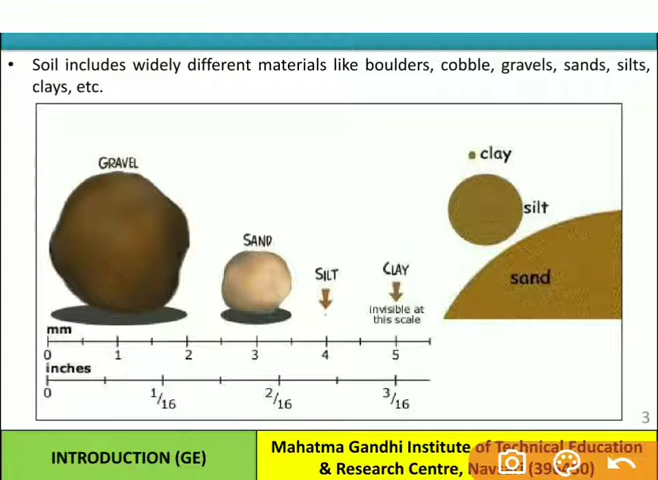 • Soil includes widely different materials like boulders, cobble, gravels, sands, silts,
clays, etc.
GRAVEL
SAND
SILT
CLAY
invisible at
this scale
clay
silt
sand
mm
0 1 2 3 4 5
inches
0 1/16 2/16 3/16
3
INTRODUCTION (GE)
Mahatma Gandhi Institute of Technical Education
& Research Centre,